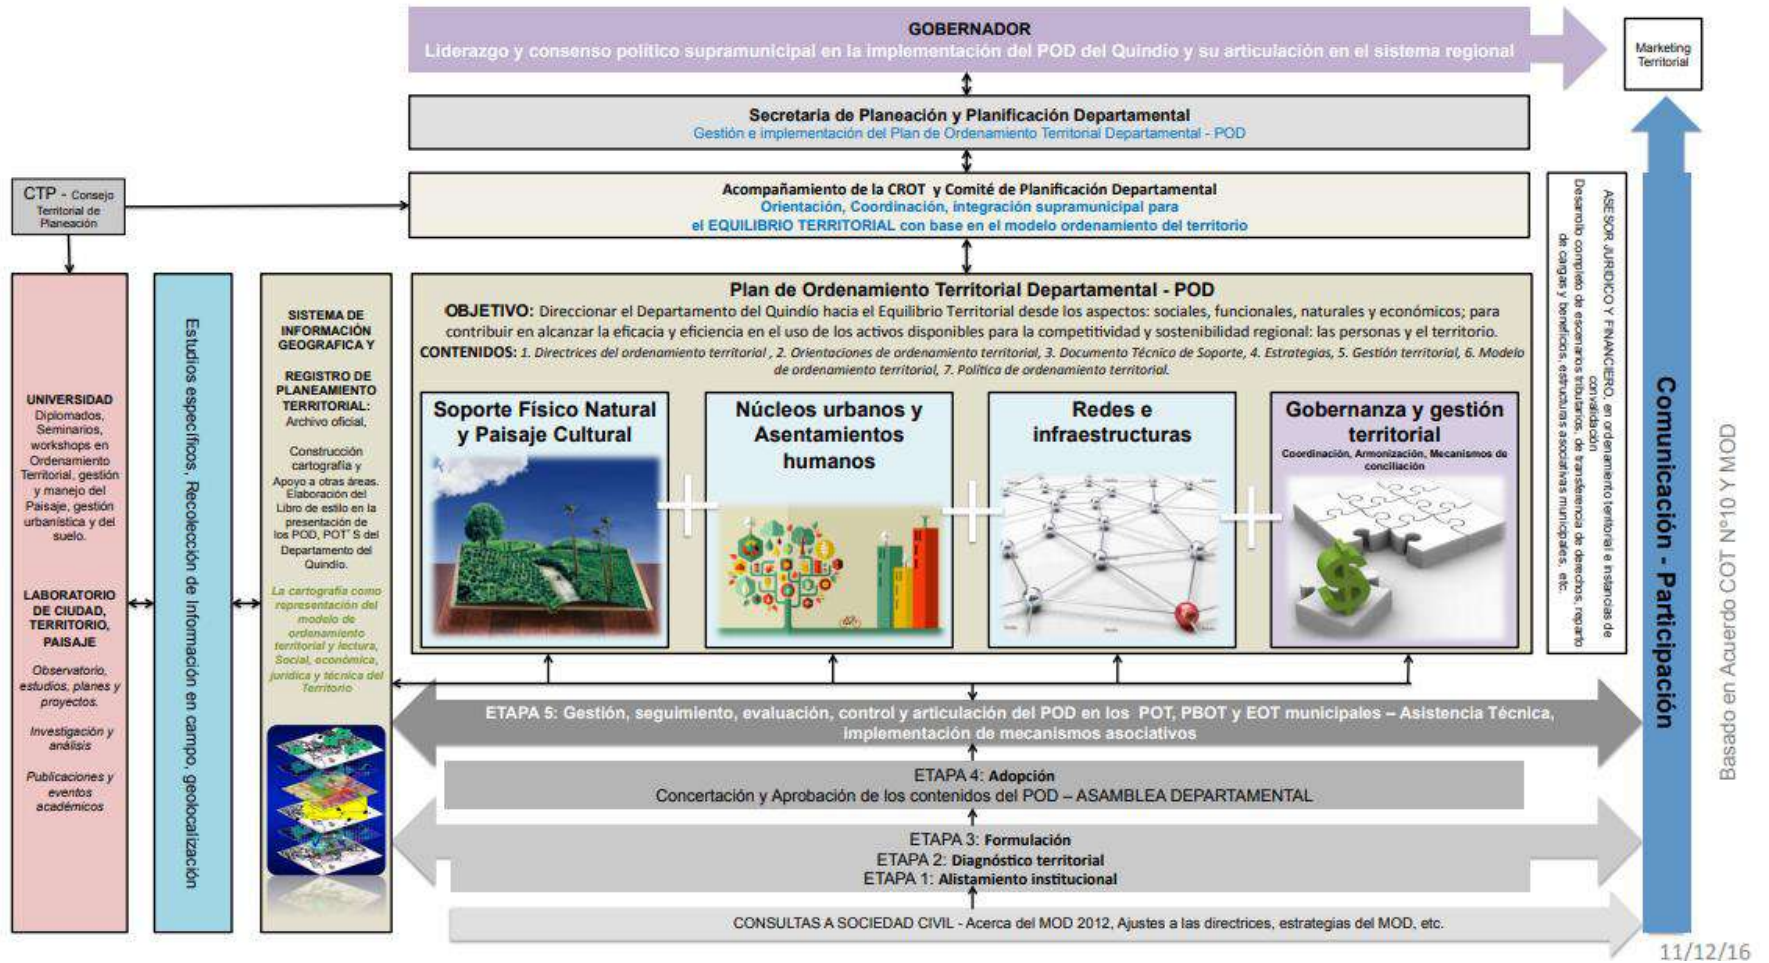 GOBERNADOR
Liderazgo y consenso político supramunicipal en la implementación del POD del Quindío y su articulación en el sistema regional
Marketing
Territorial
Secretaria de Planeación y Planificación Departamental
Gestión e implementación del Plan de Ordenamiento Territorial Departamental - POD
CTP - Consejo
Territorial de
Planeación
Acompañamiento de la CROT y Comité de Planificación Departamental
Orientación, Coordinación, integración supramunicipal para
el EQUILIBRIO TERRITORIAL con base en el modelo ordenamiento del territorio
UNIVERSIDAD
Diplomados,
Seminarios,
workshops en
Ordenamiento
Territorial, gestión
y manejo del
Paisaje, gestión
urbanística y del
suelo.
LABORATORIO
DE CIUDAD,
TERRITORIO,
PAISAJE
Observatorio,
estudios, planes y
proyectos.
Investigación y
análisis
Publicaciones y
eventos
académicos
Estudios específicos, Recolección de información en campo, geolocalización
SISTEMA DE
INFORMACIÓN
GEOGRAFICA Y
REGISTRO DE
PLANEAMIENTO
TERRITORIAL:
Archivo oficial,
Construcción
cartografía y
Apoyo a otras áreas.
Elaboración del
Libro de estilo en la
presentación de
los POD, POT´S del
Departamento del
Quindío.
La cartografía como
representación del
modelo de
ordenamiento
territorial y lectura,
Social, económica,
jurídica y técnica del
Territorio
Plan de Ordenamiento Territorial Departamental - POD
OBJETIVO: Direccionar el Departamento del Quindío hacia el Equilibrio Territorial desde los aspectos: sociales, funcionales, naturales y económicos; para
contribuir en alcanzar la eficacia y eficiencia en el uso de los activos disponibles para la competitividad y sostenibilidad regional: las personas y el territorio.
CONTENIDOS: 1. Directrices del ordenamiento territorial , 2. Orientaciones de ordenamiento territorial, 3. Documento Técnico de Soporte, 4. Estrategias, 5. Gestión territorial, 6. Modelo
de ordenamiento territorial, 7. Política de ordenamiento territorial.
Soporte Físico Natural
y Paisaje Cultural
Núcleos urbanos y
Asentamientos
humanos
Redes e
infraestructuras
Gobernanza y gestión
territorial
Coordinación, Armonización, Mecanismos de
conciliación
ASESOR JURIDICO Y FINANCIERO, en ordenamiento territorial e instancias de
convalidación
Desarrollo completo de escenarios tributarios, de transferencia de derechos, reparto
de cargas y beneficios, estructuras asociativas municipales, etc.
Comunicación - Participación
Basado en Acuerdo COT N°10 Y MOD
ETAPA 5: Gestión, seguimiento, evaluación, control y articulación del POD en los POT, PBOT y EOT municipales – Asistencia Técnica,
implementación de mecanismos asociativos
ETAPA 4: Adopción
Concertación y Aprobación de los contenidos del POD – ASAMBLEA DEPARTAMENTAL
ETAPA 3: Formulación
ETAPA 2: Diagnóstico territorial
ETAPA 1: Alistamiento institucional
CONSULTAS A SOCIEDAD CIVIL - Acerca del MOD 2012, Ajustes a las directrices, estrategias del MOD, etc.
11/12/16